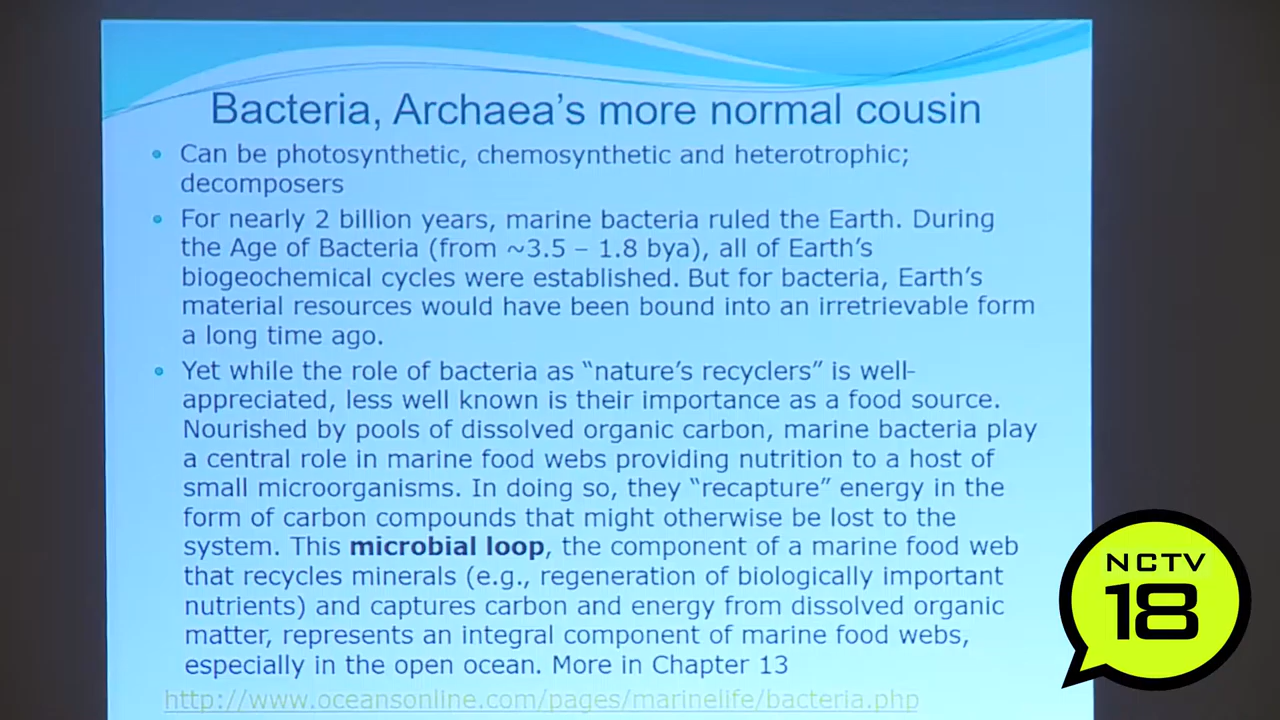 Bacteria, Archaea's more normal cousin
• Can be photosynthetic, chemosynthetic and heterotrophic;
decomposers
• For nearly 2 billion years, marine bacteria ruled the Earth. During
the Age of Bacteria (from ~3.5 – 1.8 bya), all of Earth's
biogeochemical cycles were established. But for bacteria, Earth's
material resources would have been bound into an irretrievable form
a long time ago.
• Yet while the role of bacteria as “nature's recyclers” is well-
appreciated, less well known is their importance as a food source.
Nourished by pools of dissolved organic carbon, marine bacteria play
a central role in marine food webs providing nutrition to a host of
small microorganisms. In doing so, they “recapture” energy in the
form of carbon compounds that might otherwise be lost to the
system. This microbial loop, the component of a marine food web
that recycles minerals (e.g., regeneration of biologically important
nutrients) and captures carbon and energy from dissolved organic
matter, represents an integral component of marine food webs,
especially in the open ocean. More in Chapter 13
http://www.oceansonline.com/pages/marinelife/bacteria.php
NCTV
18